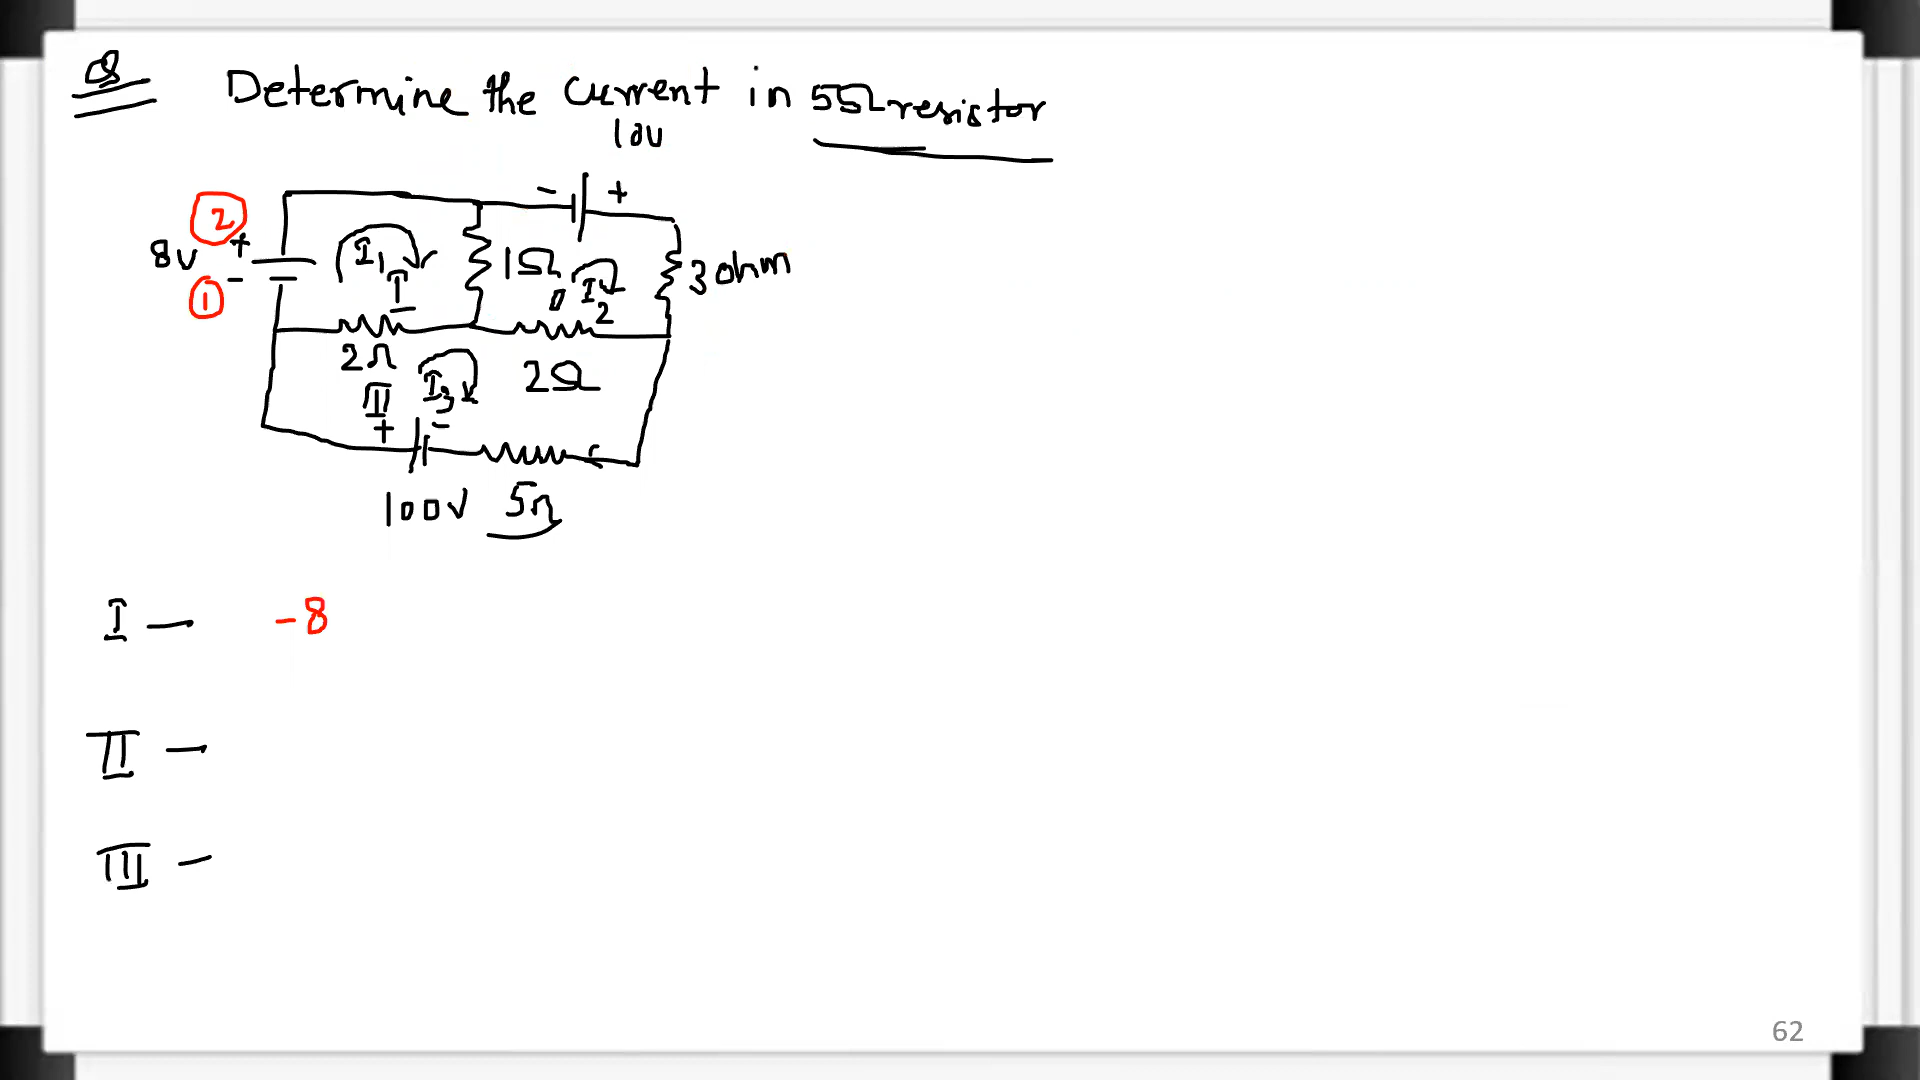 Q Determine the current in 5Ω resistor
10V
- +
2
8V +
1 -
I1
I
1Ω
I2
3 ohm
2Ω
II
I3
2Ω
+ -
100V 5Ω
I — -8
II —
III —
62